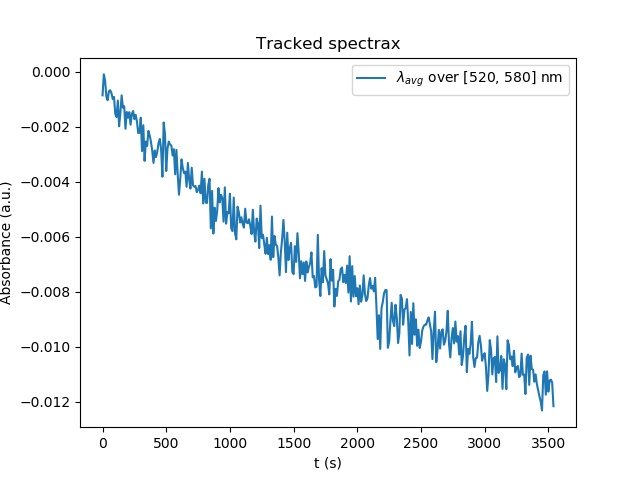 Tracked spectrax
λavg over [520, 580] nm
Absorbance (a.u.)
0.000
−0.002
−0.004
−0.006
−0.008
−0.010
−0.012
0 500 1000 1500 2000 2500 3000 3500
t (s)